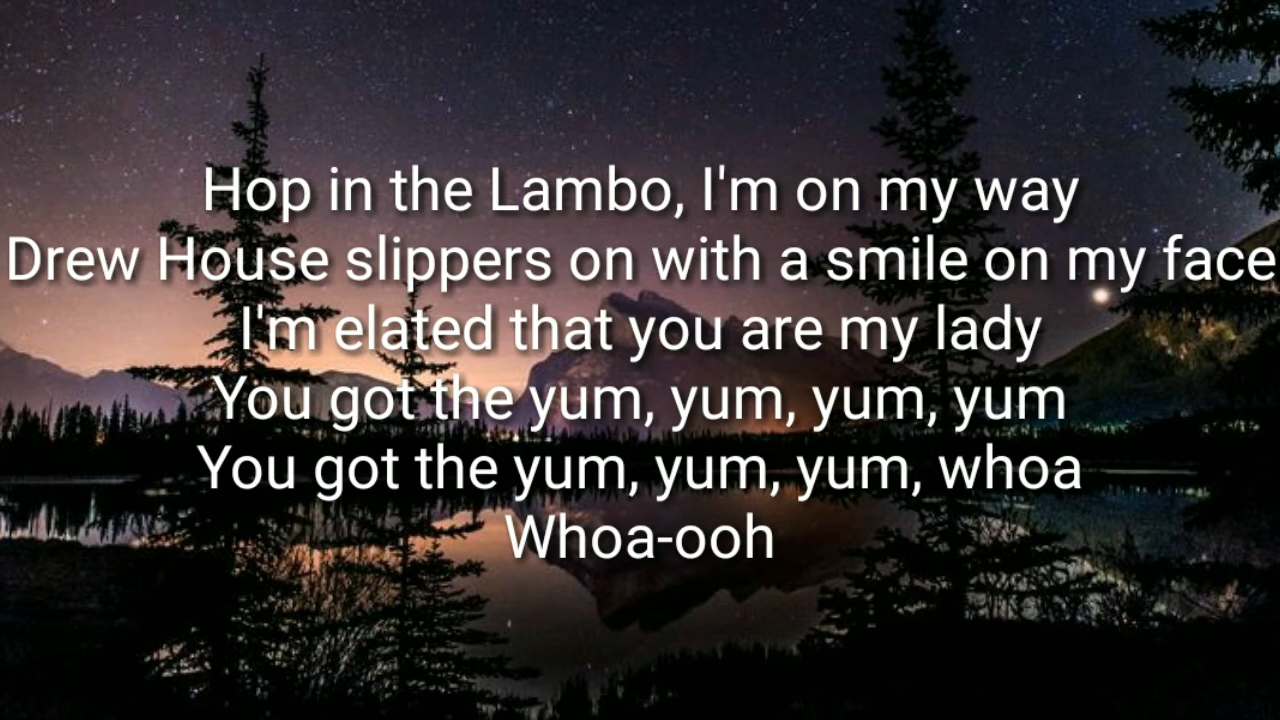 Hop in the Lambo, I'm on my way
Drew House slippers on with a smile on my face
I'm elated that you are my lady
You got the yum, yum, yum, yum
You got the yum, yum, yum, whoa
Whoa-ooh